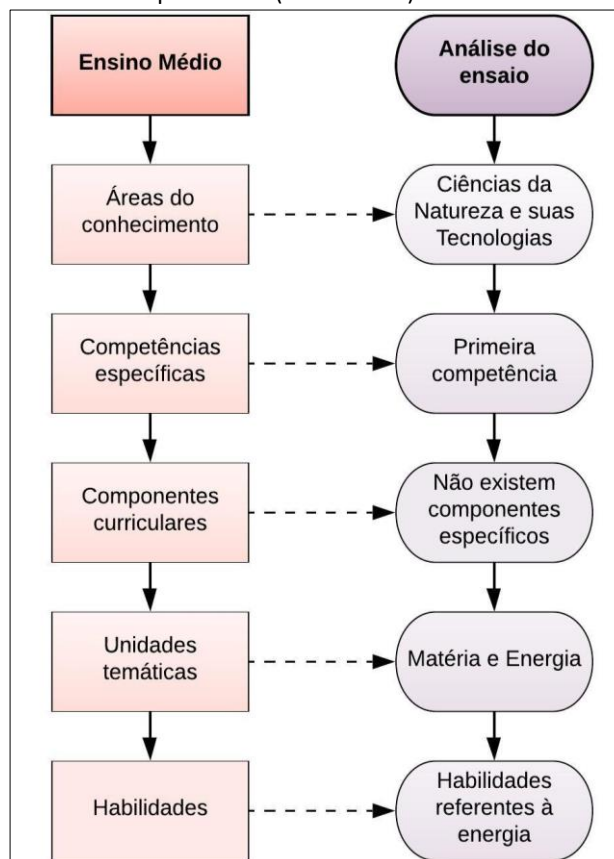 Ensino Médio
Análise do
ensaio
Áreas do
conhecimento
Ciências da
Natureza e suas
Tecnologias
Competências
específicas
Primeira
competência
Componentes
curriculares
Não existem
componentes
específicos
Unidades
temáticas
Matéria e Energia
Habilidades
Habilidades
referentes à
energia